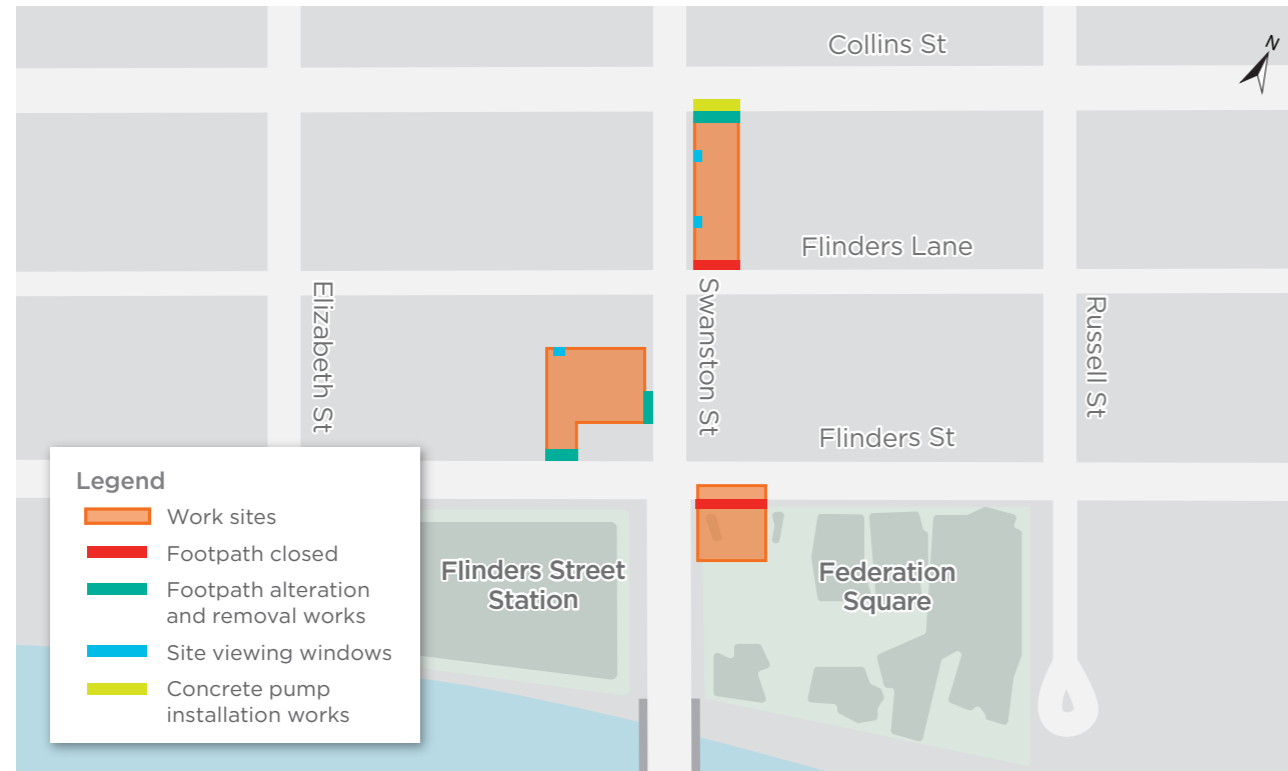 Collins St
N
Flinders Lane
Elizabeth St
Swanston St
Russell St
Flinders St
Legend
Work sites
Footpath closed
Footpath alteration
and removal works
Site viewing windows
Concrete pump
installation works
Flinders Street
Station
Federation
Square